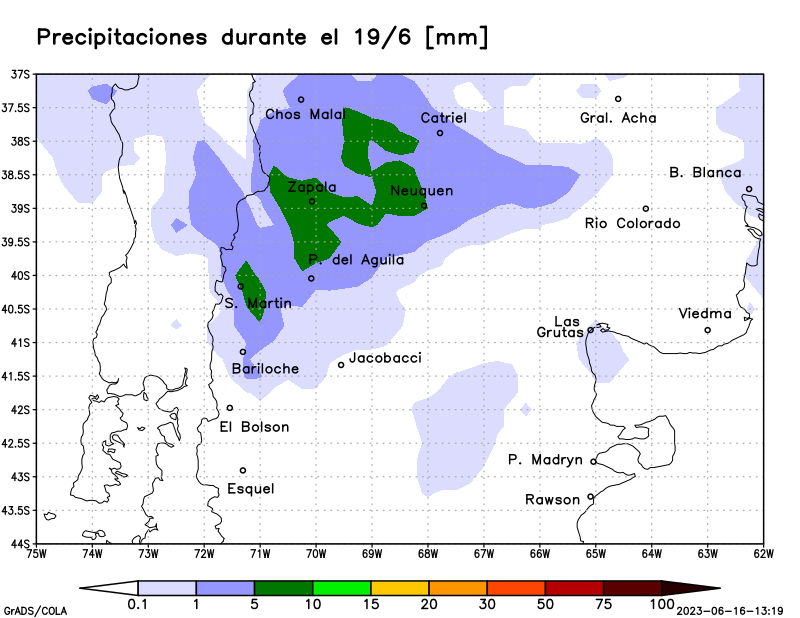 Precipitaciones durante el 19/6 [mm]
37S
37.5S
38S
38.5S
39S
39.5S
40S
40.5S
41S
41.5S
42S
42.5S
43S
43.5S
44S
Chos Malal
Catriel
Gral. Acha
B. Blanca
Zapala
Neuquen
Rio Colorado
P. del Aguila
S. Martin
Viedma
Las
Grutas
Jacobacci
Bariloche
El Bolson
P. Madryn
Esquel
Rawson
75W 74W 73W 72W 71W 70W 69W 68W 67W 66W 65W 64W 63W 62W
0.1 1 5 10 15 20 30 50 75 100
GrADS/COLA 2023-06-16-13:19